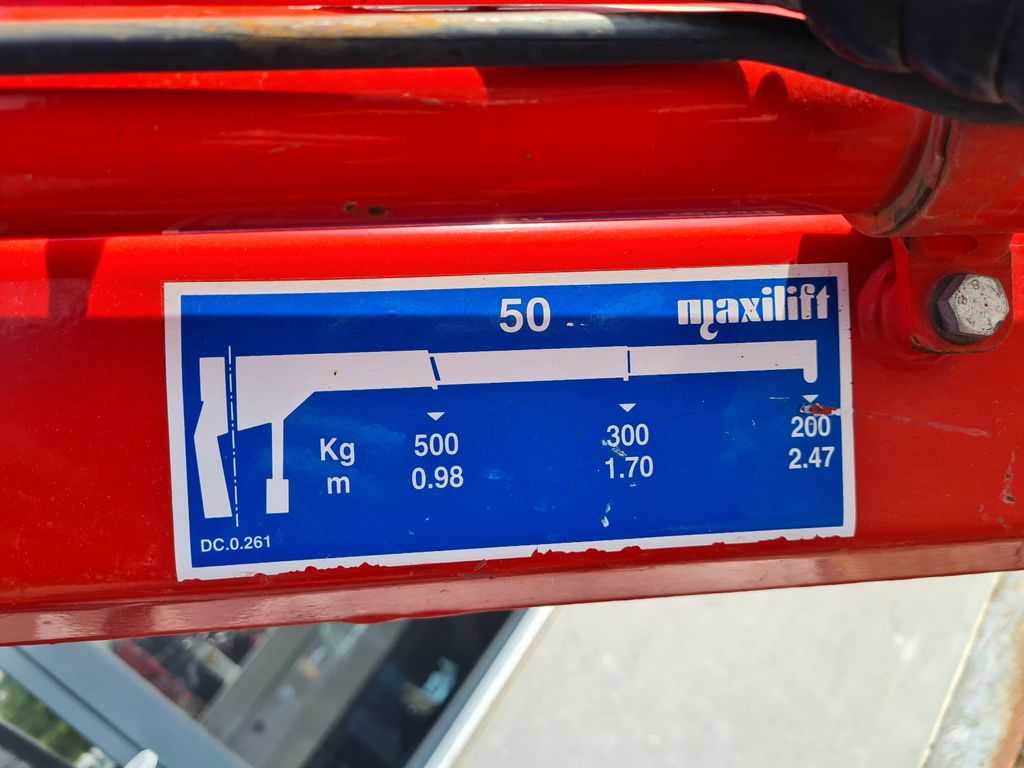 50 maxilift
Kg 500 300 200
m 0.98 1.70 2.47
DC.0.261